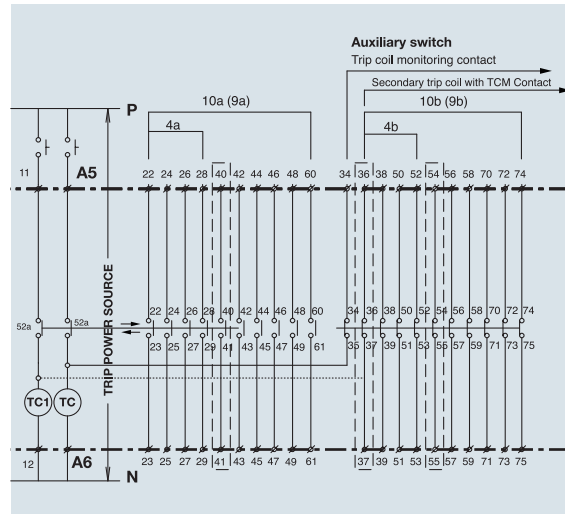 Auxiliary switch
Trip coil monitoring contact
Secondary trip coil with TCM Contact
P
10a (9a)
10b (9b)
4a
4b
11
A5
22 24 26 28 40 42 44 46 48 60
34 36 38 50 52 54 56 58 70 72 74
TRIP POWER SOURCE
22 24 26 28 40 42 44 46 48 60
34 36 38 50 52 54 56 58 70 72 74
52a
52a
23 25 27 29 41 43 45 47 49 61
35 37 39 51 53 55 57 59 71 73 75
TC1
TC
12
A6
23 25 27 29 41 43 45 47 49 61
37 39 51 53 55 57 59 71 73 75
N